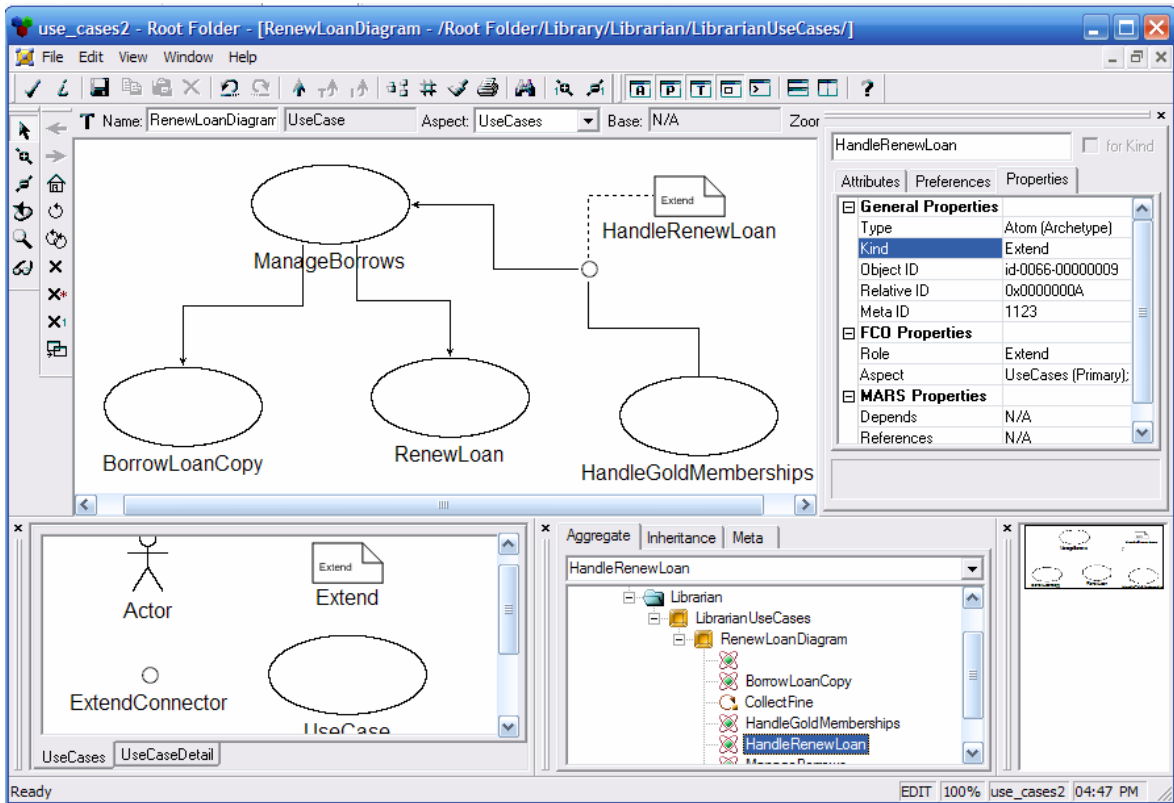 use_cases2 - Root Folder - [RenewLoanDiagram - /Root Folder/Library/Librarian/LibrarianUseCases/]
File Edit View Window Help
Name: RenewLoanDiagram UseCase Aspect: UseCases Base: N/A Zoor
ManageBorrows
Extend
HandleRenewLoan
BorrowLoanCopy
RenewLoan
HandleGoldMemberships
HandleRenewLoan for Kind
Attributes Preferences Properties
General Properties
Type Atom (Archetype)
Kind Extend
Object ID id-0066-00000009
Relative ID 0x0000000A
Meta ID 1123
FCO Properties
Role Extend
Aspect UseCases (Primary);
MARS Properties
Depends N/A
References N/A
Actor
Extend
Extend
ExtendConnector
UseCase
UseCases UseCaseDetail
Aggregate Inheritance Meta
HandleRenewLoan
Librarian
LibrarianUseCases
RenewLoanDiagram
BorrowLoanCopy
CollectFine
HandleGoldMemberships
HandleRenewLoan
ManageBorrows
Ready EDIT 100% use_cases2 04:47 PM